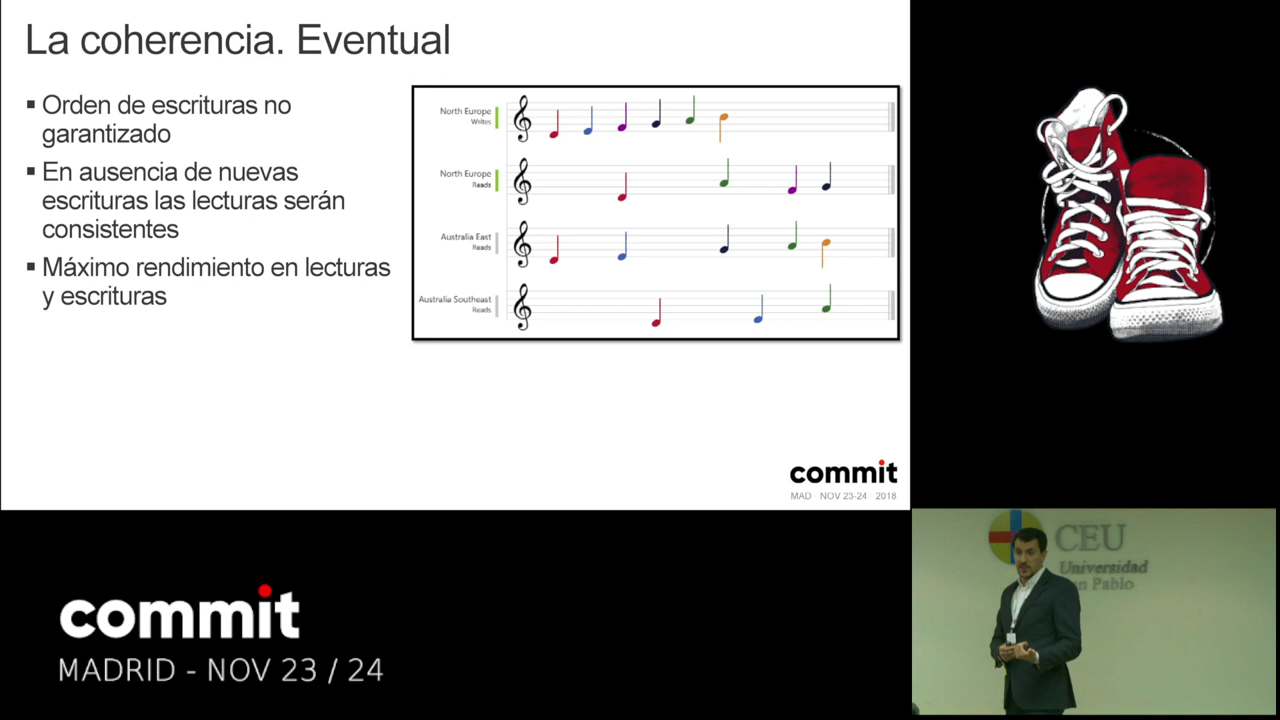 La coherencia. Eventual
▪ Orden de escrituras no
garantizado
▪ En ausencia de nuevas
escrituras las lecturas serán
consistentes
▪ Máximo rendimiento en lecturas
y escrituras
North Europe
Writes
North Europe
Reads
Australia East
Reads
Australia Southeast
Reads
commit
MAD NOV 23-24 2018
commit
MADRID - NOV 23 / 24
CEU
Universidad
San Pablo